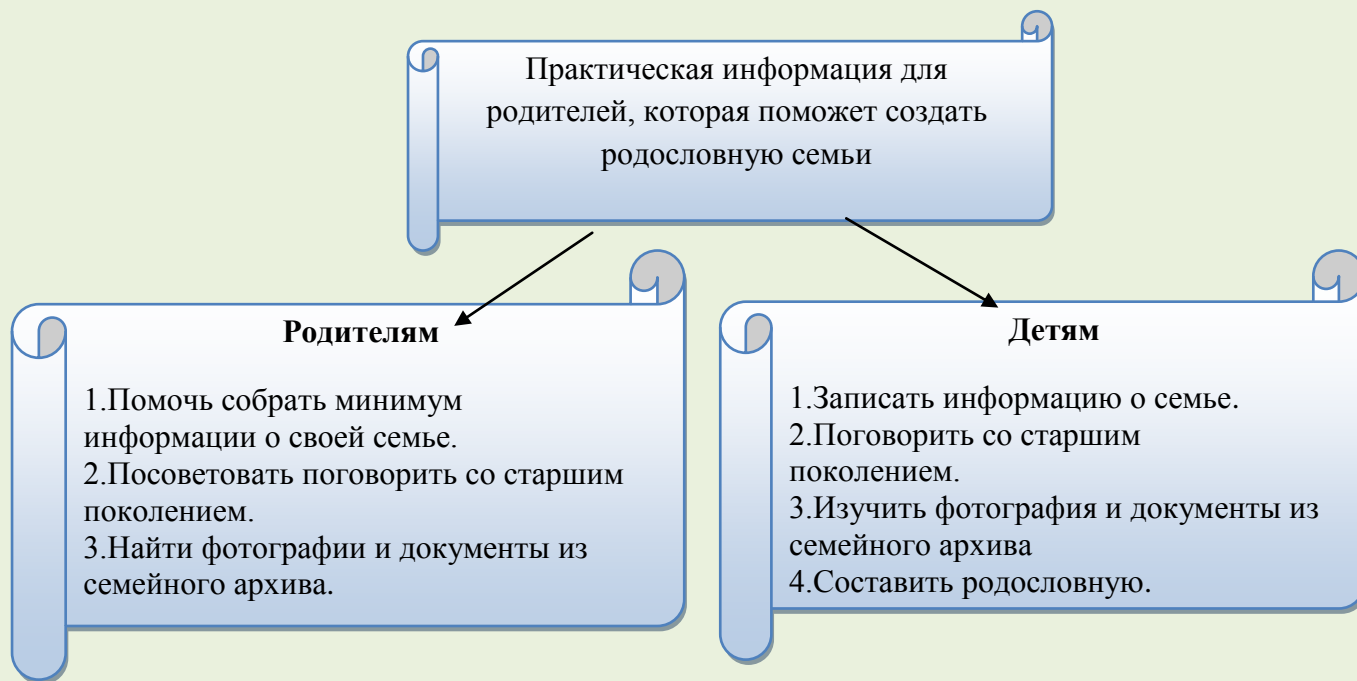 Практическая информация для
родителей, которая поможет создать
родословную семьи
Родителям
1.Помочь собрать минимум
информации о своей семье.
2.Посоветовать поговорить со старшим
поколением.
3.Найти фотографии и документы из
семейного архива.
Детям
1.Записать информацию о семье.
2.Поговорить со старшим
поколением.
3.Изучить фотография и документы из
семейного архива
4.Составить родословную.